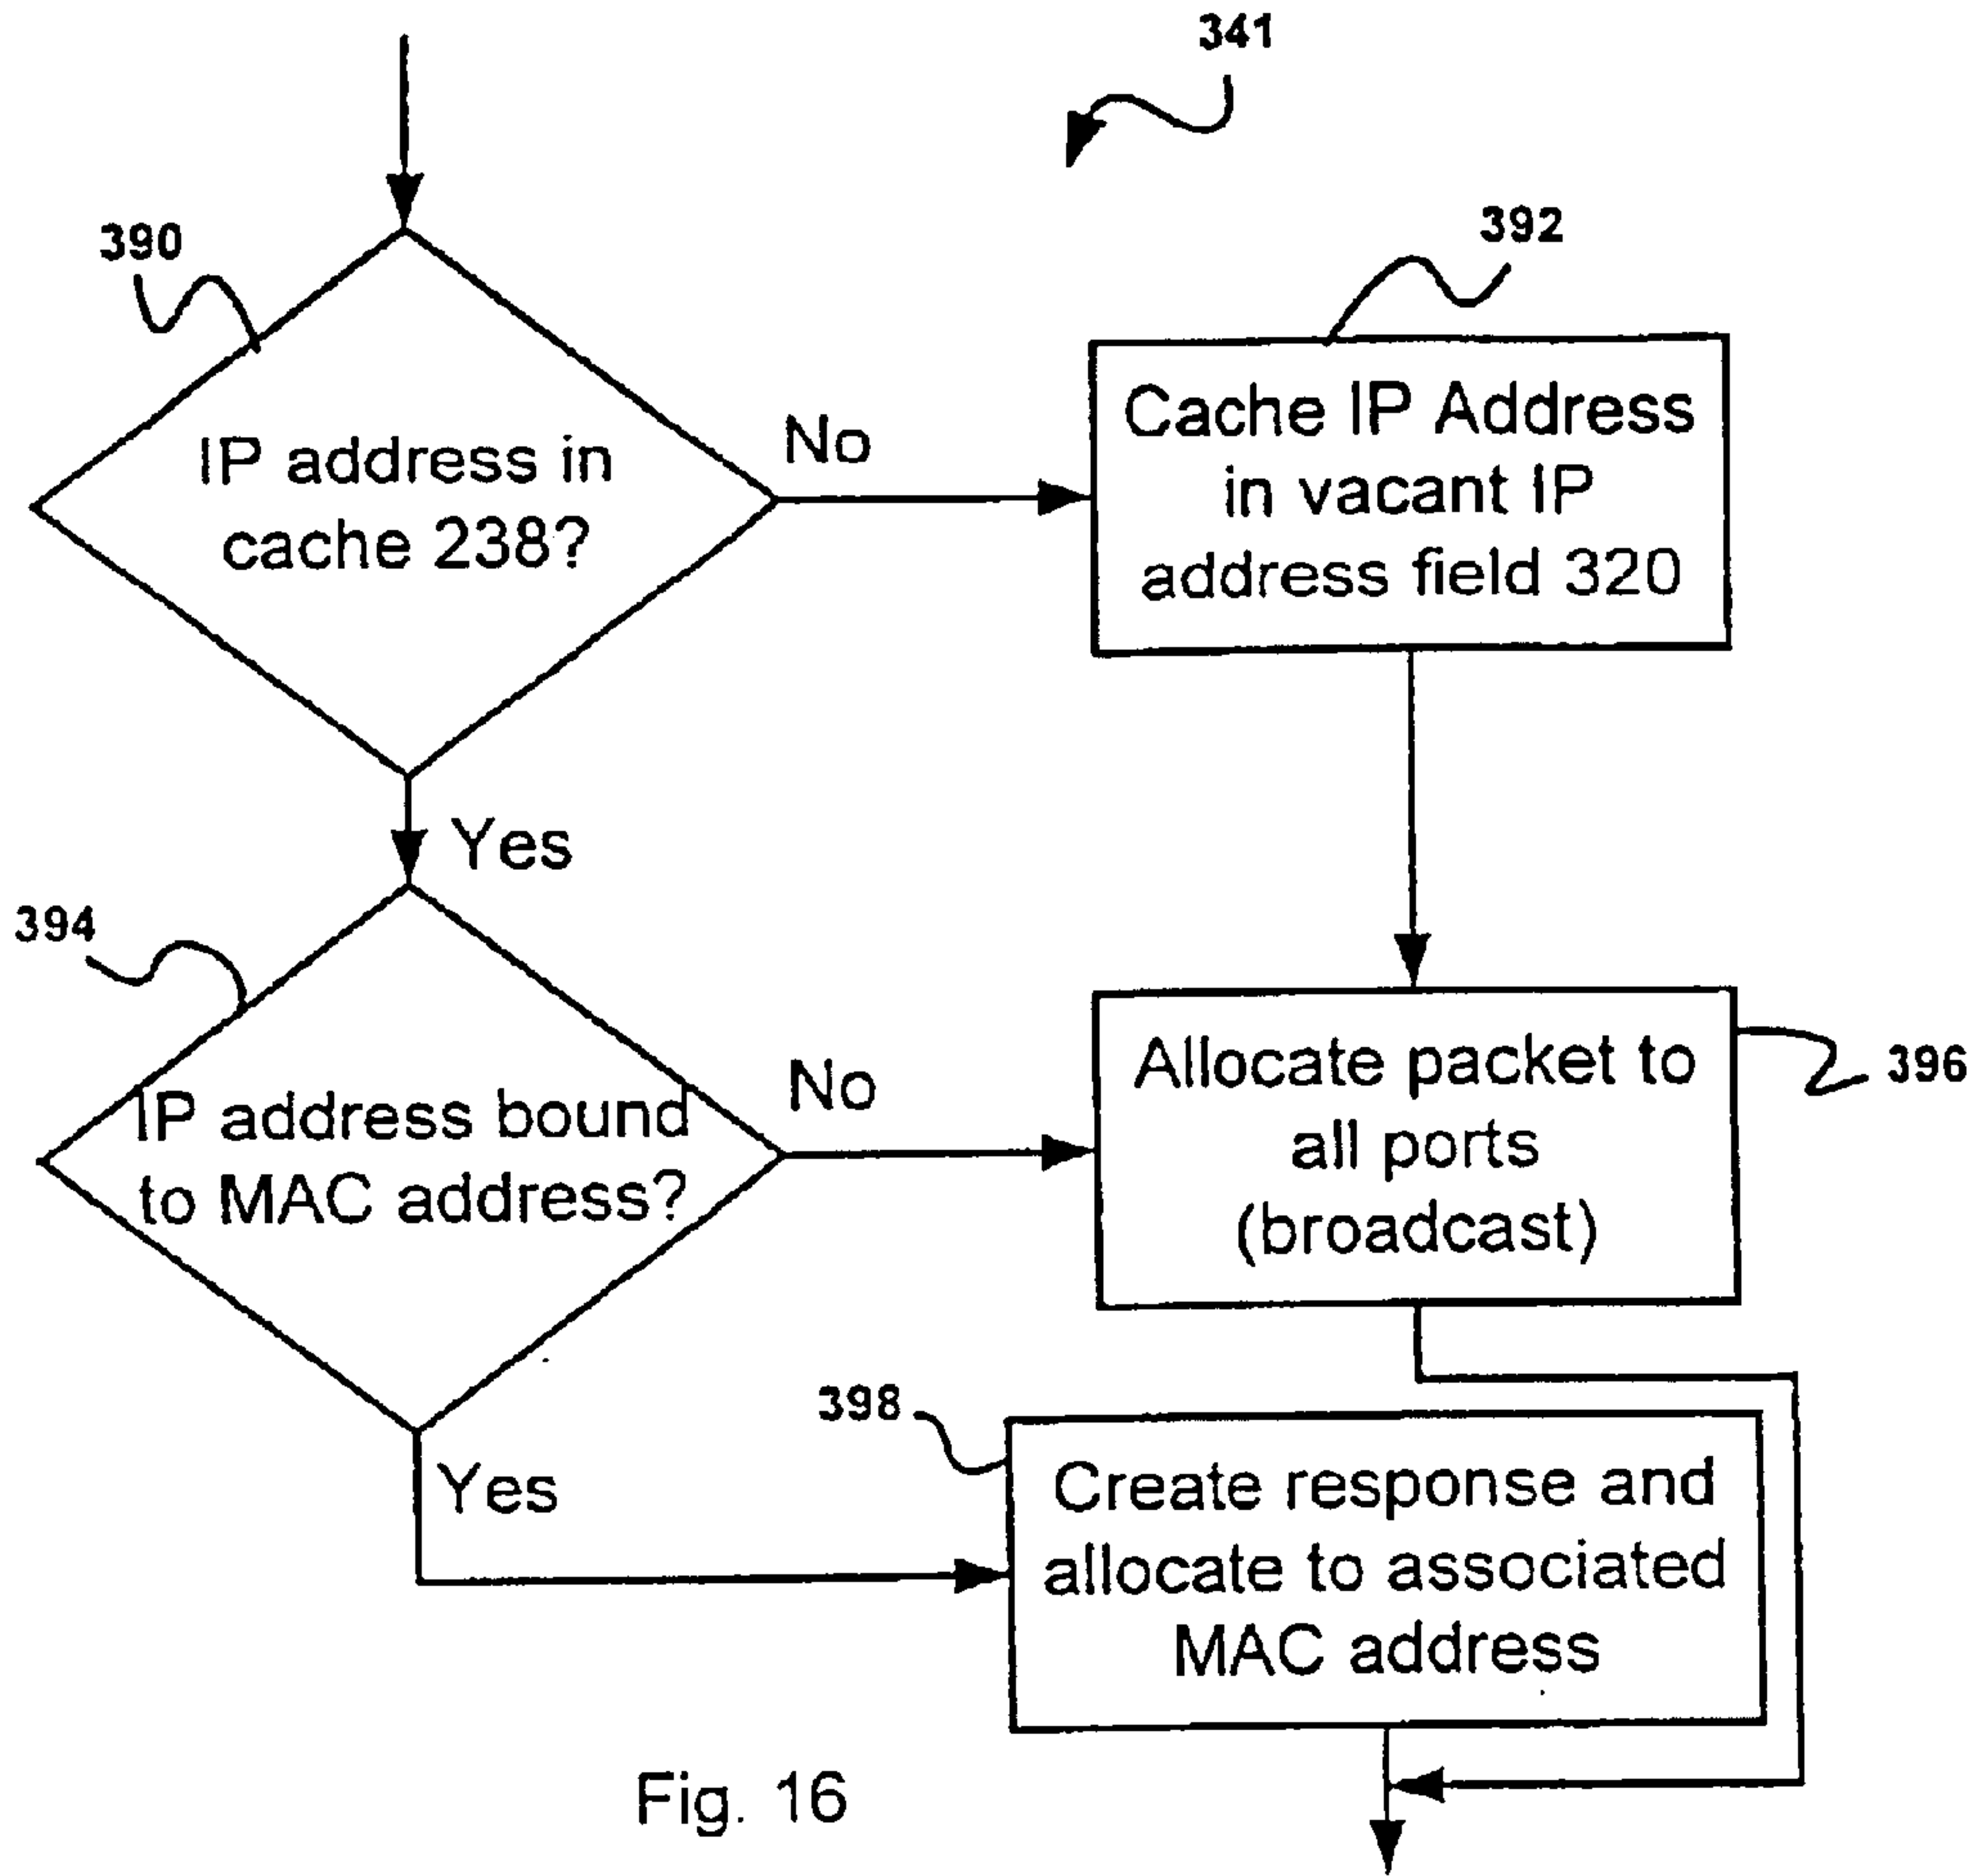 341
390
392
IP address in
cache 238?
No
Cache IP Address
in vacant IP
address field 320
Yes
394
IP address bound
to MAC address?
No
Allocate packet to
all ports
(broadcast)
396
Yes
398
Create response and
allocate to associated
MAC address
Fig. 16